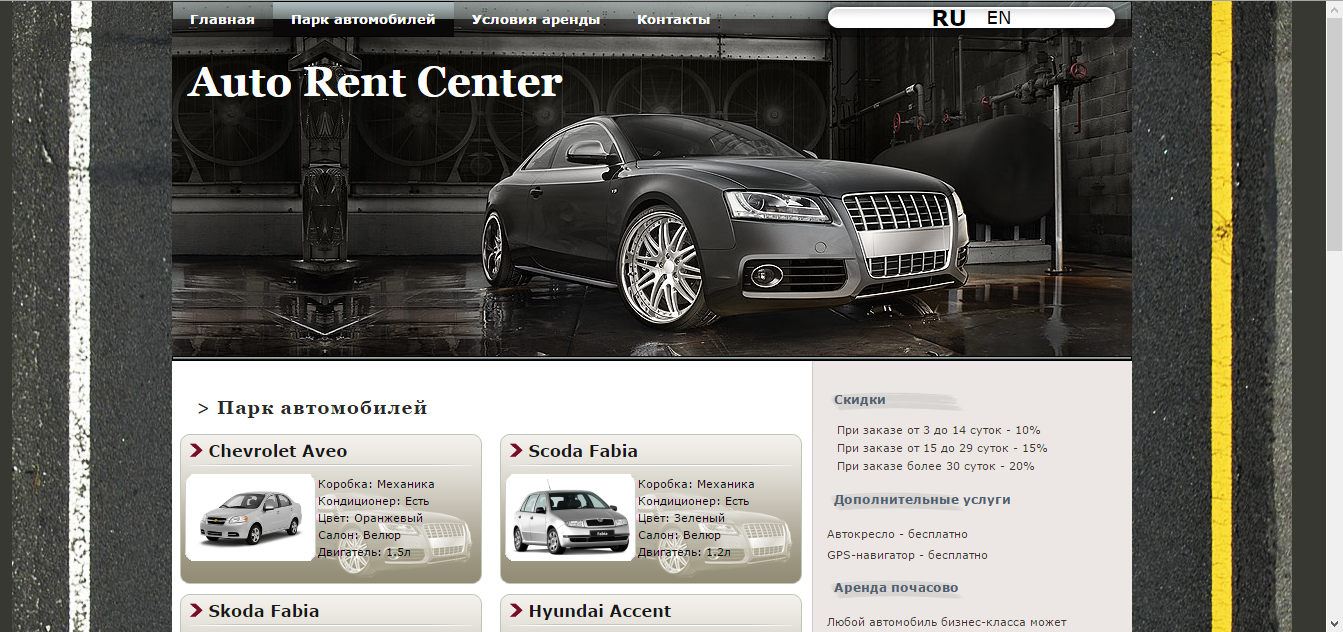 Главная Парк автомобилей Условия аренды Контакты RU EN
Auto Rent Center
> Парк автомобилей
Chevrolet Aveo
Коробка: Механика
Кондиционер: Есть
Цвет: Оранжевый
Салон: Велюр
Двигатель: 1,5л
Scoda Fabia
Коробка: Механика
Кондиционер: Есть
Цвет: Зеленый
Салон: Велюр
Двигатель: 1,2л
Skoda Fabia
Hyundai Accent
Скидки
При заказе от 3 до 14 суток - 10%
При заказе от 15 до 29 суток - 15%
При заказе более 30 суток - 20%
Дополнительные услуги
Автокресло - бесплатно
GPS-навигатор - бесплатно
Аренда почасово
Любой автомобиль бизнес-класса может